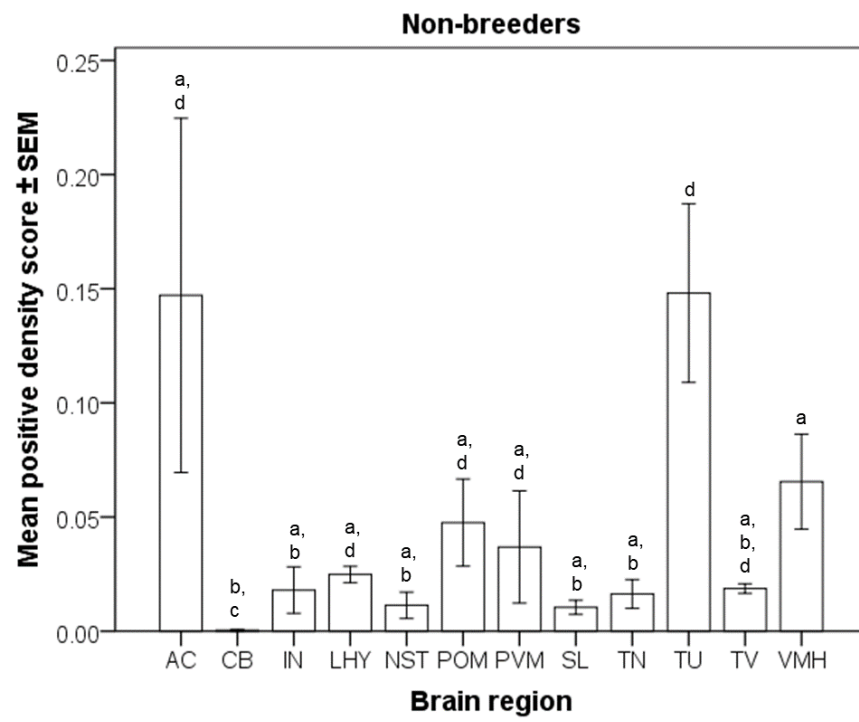 Non-breeders
Mean positive density score ± SEM
0.25
0.20
0.15
0.10
0.05
0.00
a,
d
b,
c
a,
b
a,
d
a,
b
a,
d
a,
d
a,
b
a,
b
d
a,
b,
d
a
AC CB IN LHY NST POM PVM SL TN TU TV VMH
Brain region